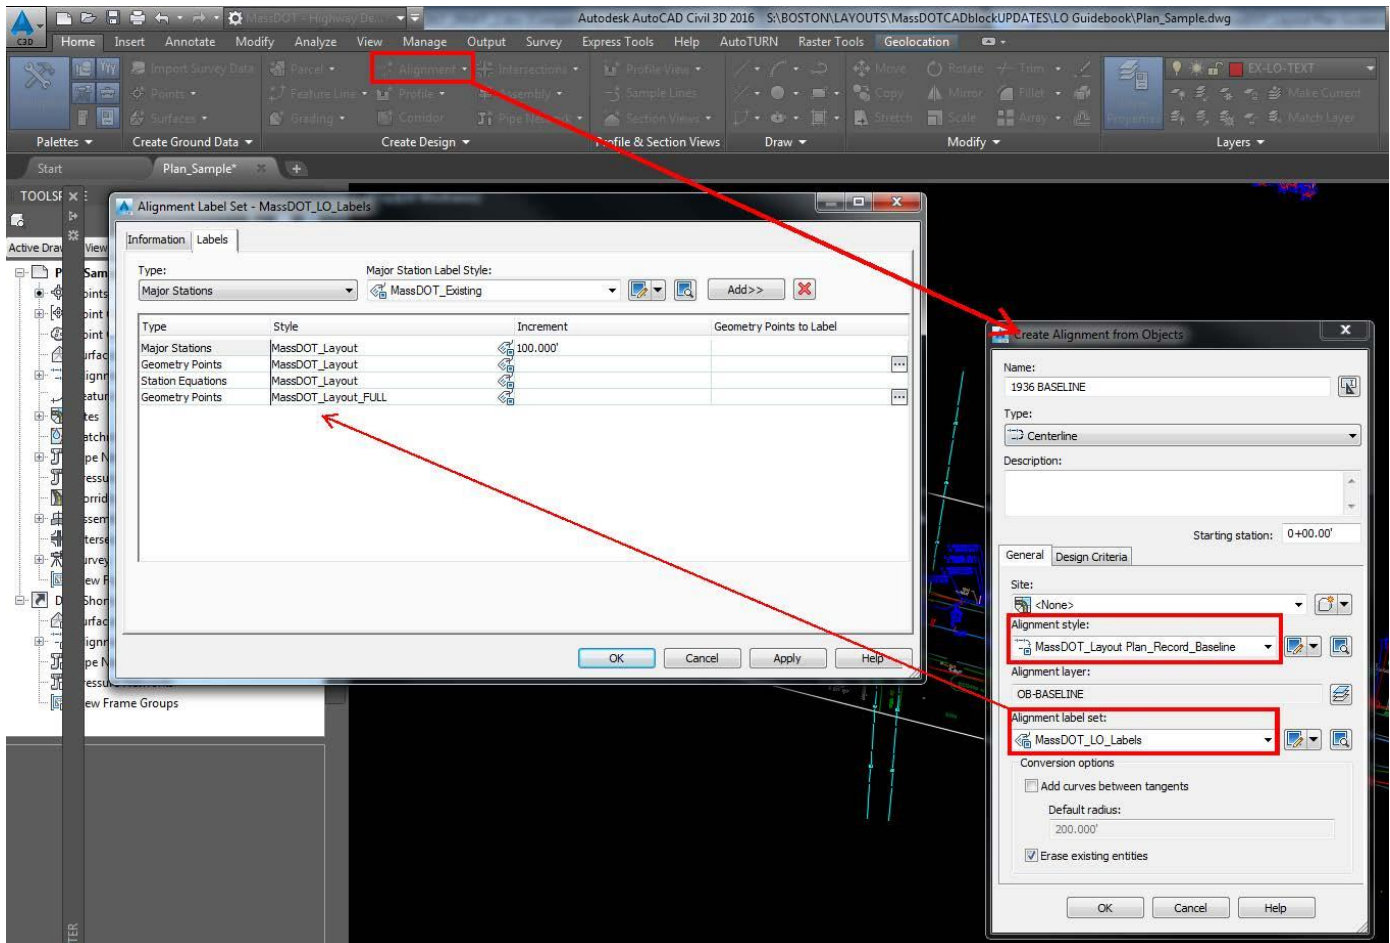 Autodesk AutoCAD Civil 3D 2016 S:\BOSTON\LAYOUTS\MassDOTCADblockUPDATES\LO Guidebook\Plan_Sample.dwg
MassDOT - Highway De...
C3D Home Insert Annotate Modify Analyze View Manage Output Survey Express Tools Help AutoTURN Raster Tools Geolocation
Import Survey Data Parcel Alignment Intersections Profile View Move Rotate Trim EX-LO-TEXT
Points Feature Line Profile Assembly Sample Lines Copy Mirror Fillet Make Current
Surfaces Grading Corridor Pipe Network Section Views Stretch Scale Array Properties Match Layer
Palettes Create Ground Data Create Design Profile & Section Views Draw Modify Layers
Start Plan_Sample*
TOOLSP
Active Dra View
Alignment Label Set - MassDOT_LO_Labels
Information Labels
Type: Major Station Label Style:
Major Stations MassDOT_Existing Add>>
Type Style Increment Geometry Points to Label
Major Stations MassDOT_Layout 100.000'
Geometry Points MassDOT_Layout
Station Equations MassDOT_Layout
Geometry Points MassDOT_Layout_FULL
OK Cancel Apply Help
ew Frame Groups
Create Alignment from Objects
Name:
1936 BASELINE
Type:
Centerline
Description:
Starting station: 0+00.00'
General Design Criteria
Site:
<None>
Alignment style:
MassDOT_Layout Plan_Record_Baseline
Alignment layer:
OB-BASELINE
Alignment label set:
MassDOT_LO_Labels
Conversion options
Add curves between tangents
Default radius:
200.000'
Erase existing entities
OK Cancel Help